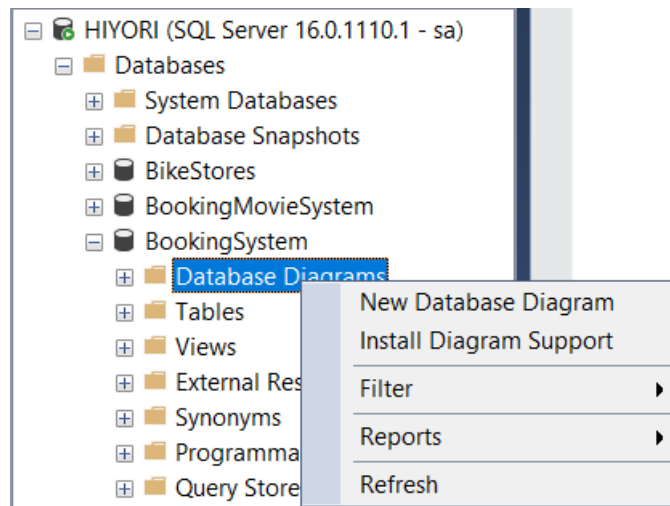 HIYORI (SQL Server 16.0.1110.1 - sa)
Databases
System Databases
Database Snapshots
BikeStores
BookingMovieSystem
BookingSystem
Database Diagrams
Tables
Views
External Res
Synonyms
Programma
Query Store
New Database Diagram
Install Diagram Support
Filter
Reports
Refresh